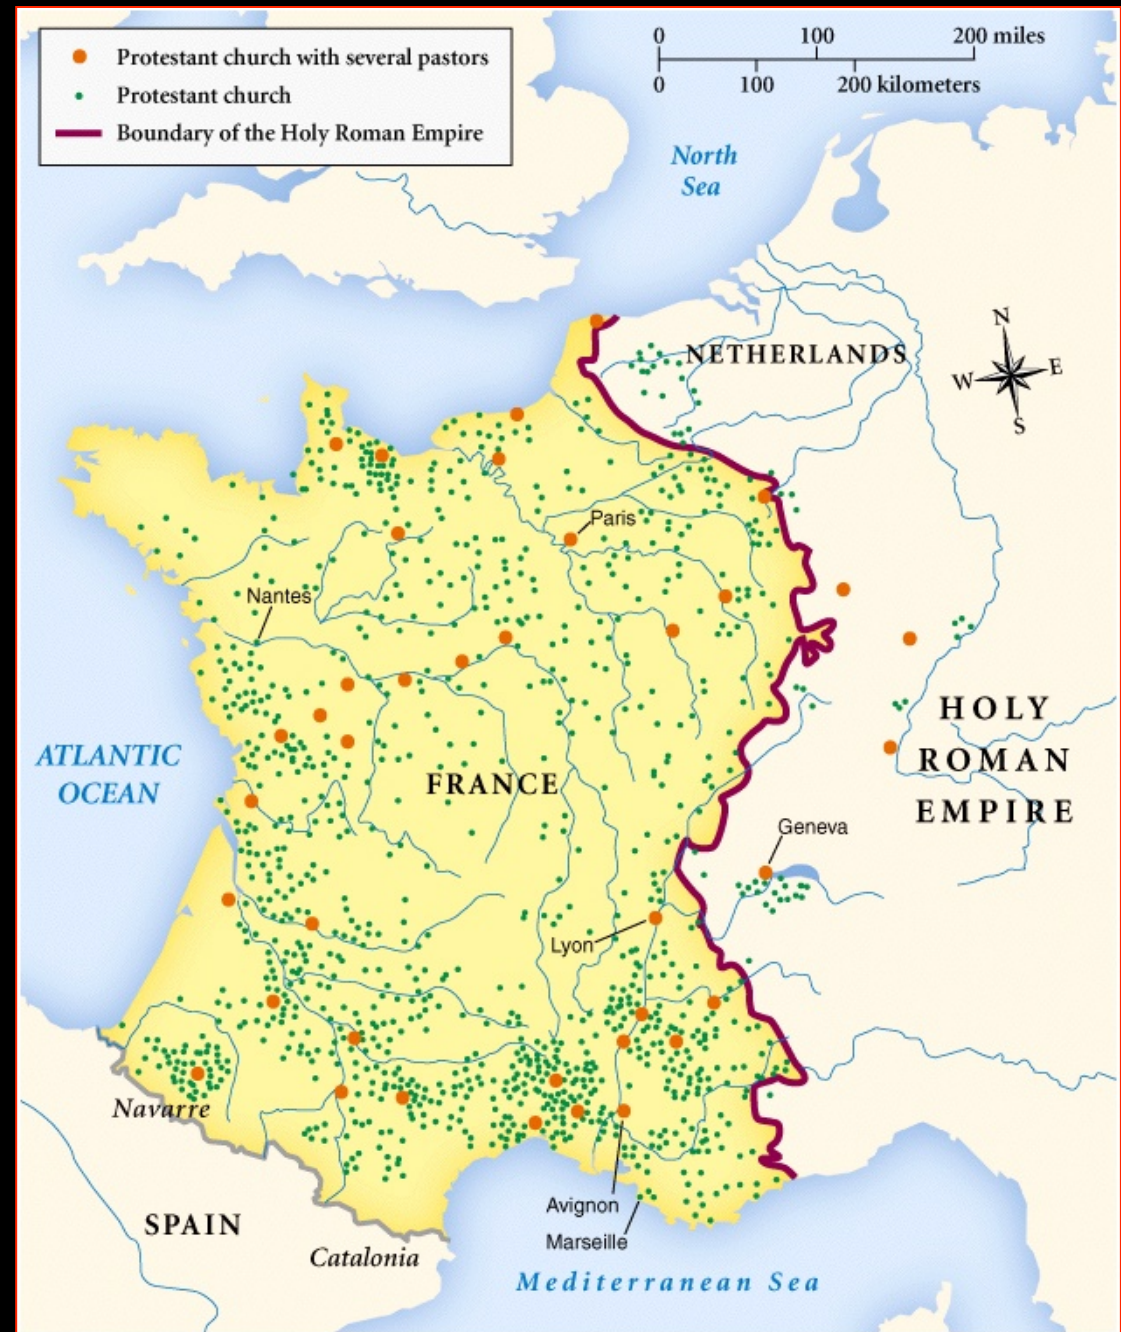 Protestant church with several pastors
Protestant church
Boundary of the Holy Roman Empire
0 100 200 miles
0 100 200 kilometers
North
Sea
N
W E
S
NETHERLANDS
Paris
Nantes
ATLANTIC
OCEAN
FRANCE
HOLY
ROMAN
EMPIRE
Geneva
Lyon
Navarre
Avignon
Marseille
SPAIN
Catalonia
Mediterranean Sea